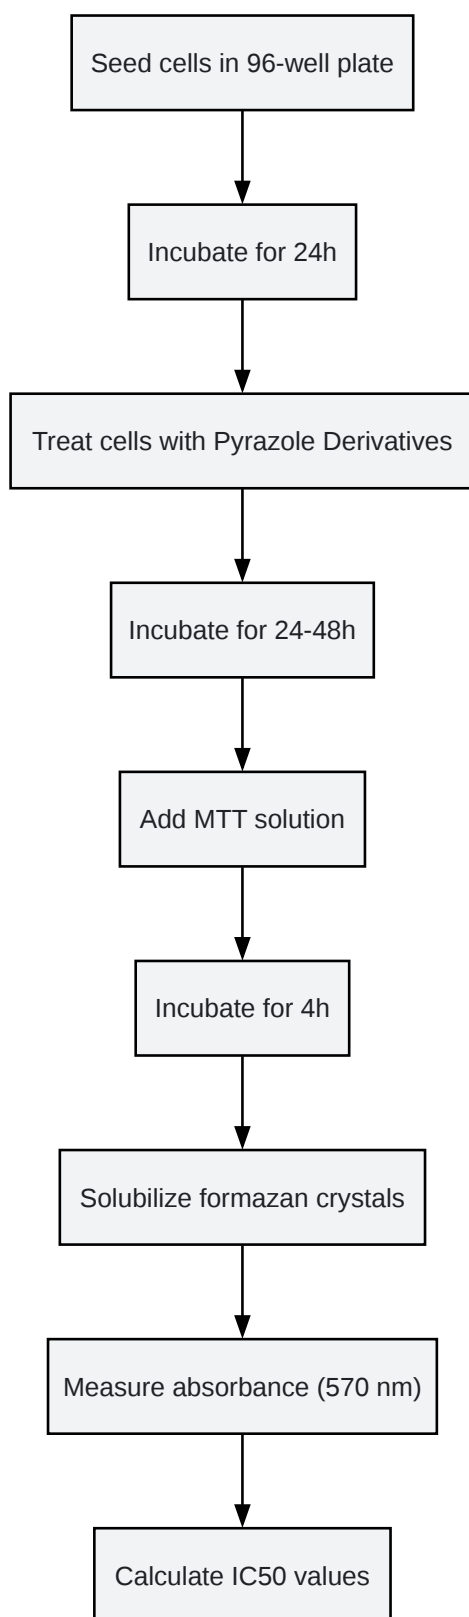 Seed cells in 96-well plate
Incubate for 24h
Treat cells with Pyrazole Derivatives
Incubate for 24-48h
Add MTT solution
Incubate for 4h
Solubilize formazan crystals
Measure absorbance (570 nm)
Calculate IC50 values